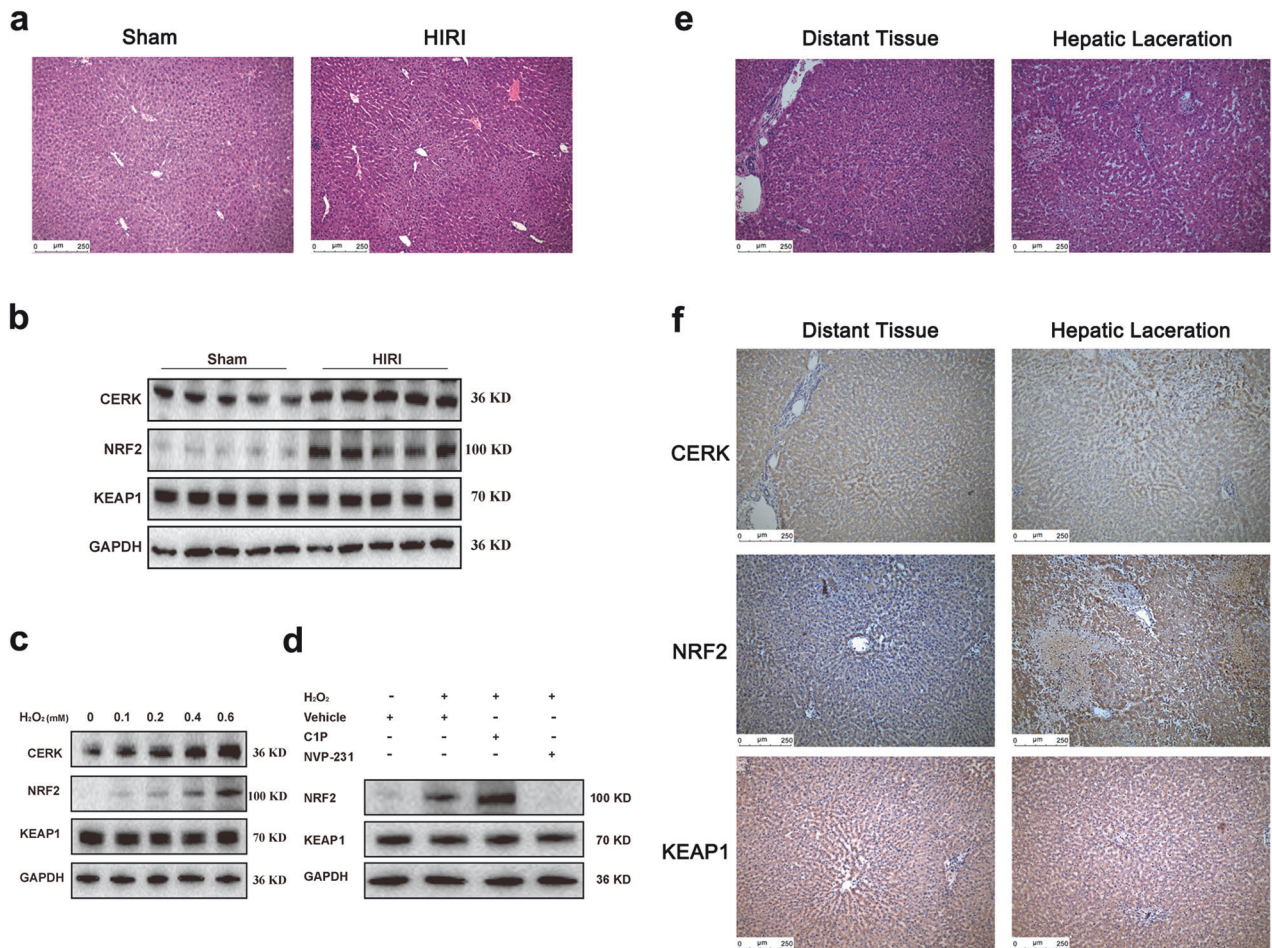 a
Sham HIRI
0 µm 250
0 µm 250
b
Sham HIRI
CERK 36 KD
NRF2 100 KD
KEAP1 70 KD
GAPDH 36 KD
c
H₂O₂ (mM) 0 0.1 0.2 0.4 0.6
CERK 36 KD
NRF2 100 KD
KEAP1 70 KD
GAPDH 36 KD
d
H₂O₂ - + + +
Vehicle + + - -
C1P - - + -
NVP-231 - - - +
NRF2 100 KD
KEAP1 70 KD
GAPDH 36 KD
e
Distant Tissue Hepatic Laceration
0 µm 250
0 µm 250
f
Distant Tissue Hepatic Laceration
CERK
0 µm 250
0 µm 250
NRF2
0 µm 250
0 µm 250
KEAP1
0 µm 250
0 µm 250